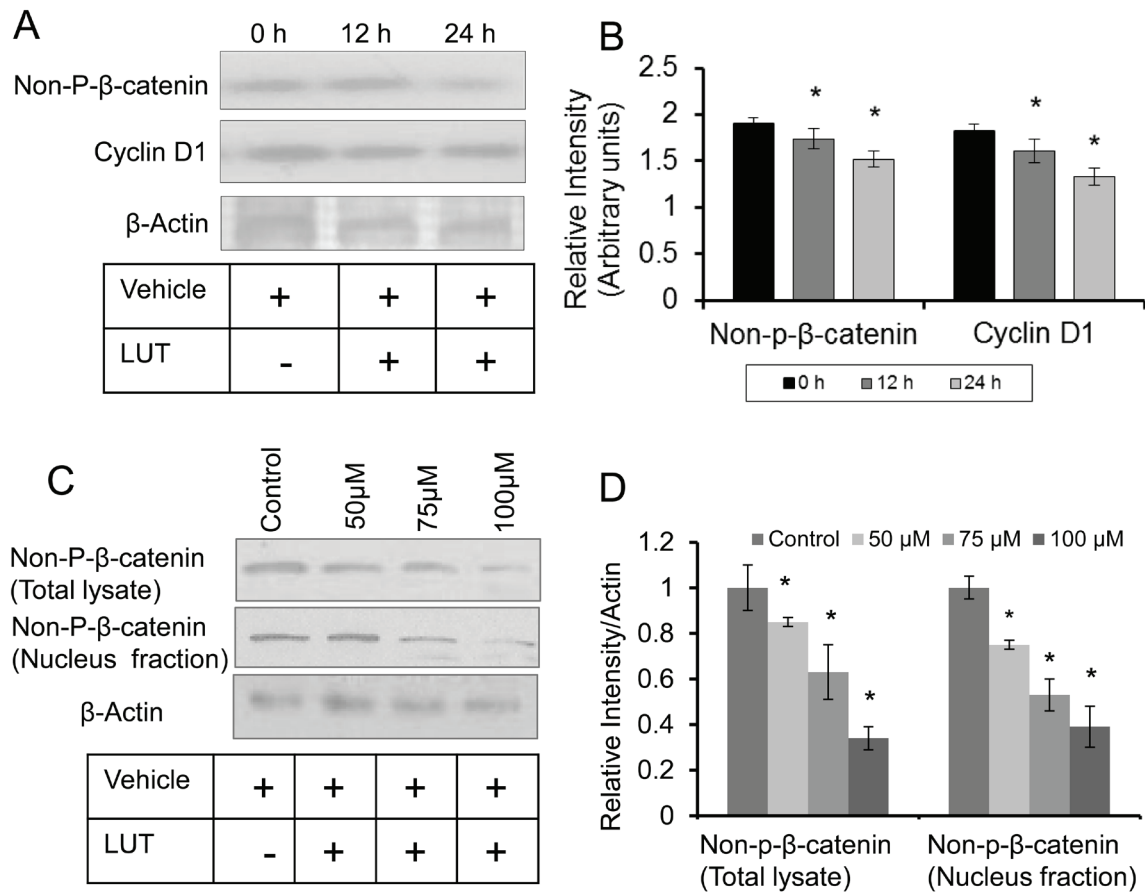 A
0 h 12 h 24 h
Non-P-β-catenin
Cyclin D1
β-Actin
Vehicle + + +
LUT - + +
B
Relative Intensity
(Arbitrary units)
2.5
2
1.5
1
0.5
0
* * * *
Non-p-β-catenin Cyclin D1
0 h 12 h 24 h
C
Control 50µM 75µM 100µM
Non-P-β-catenin
(Total lysate)
Non-P-β-catenin
(Nucleus fraction)
β-Actin
Vehicle + + + +
LUT - + + +
D
Relative Intensity/Actin
Control 50 µM 75 µM 100 µM
1.2
1
0.8
0.6
0.4
0.2
0
* * * * * *
Non-p-β-catenin Non-p-β-catenin
(Total lysate) (Nucleus fraction)